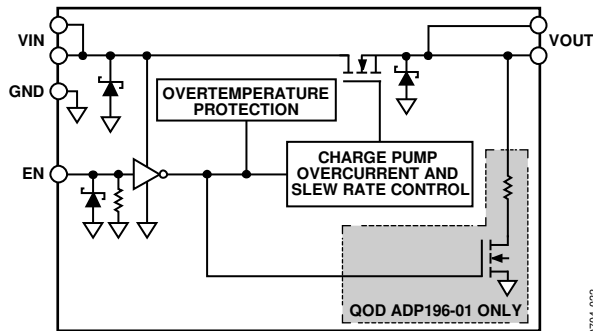 VIN
VOUT
GND
OVERTEMPERATURE
PROTECTION
EN
CHARGE PUMP
OVERCURRENT AND
SLEW RATE CONTROL
QOD ADP196-01 ONLY